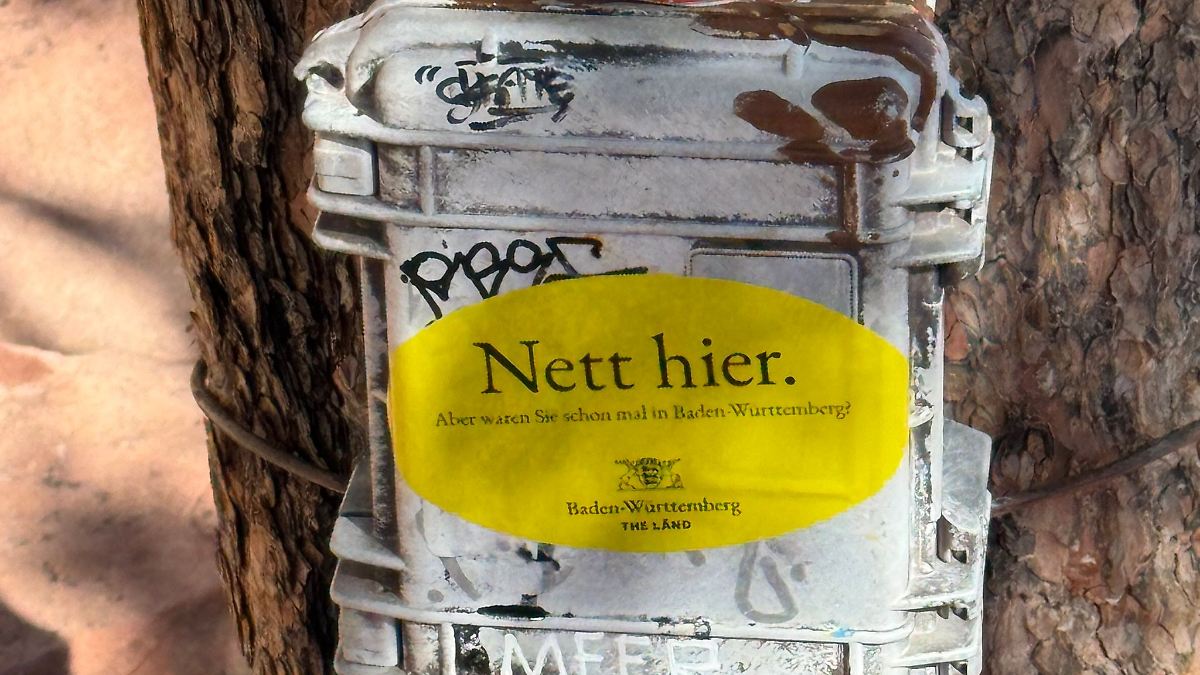 Nett hier.
Aber waren Sie schon mal in Baden-Württemberg?
Baden-Württemberg
THE LÄND